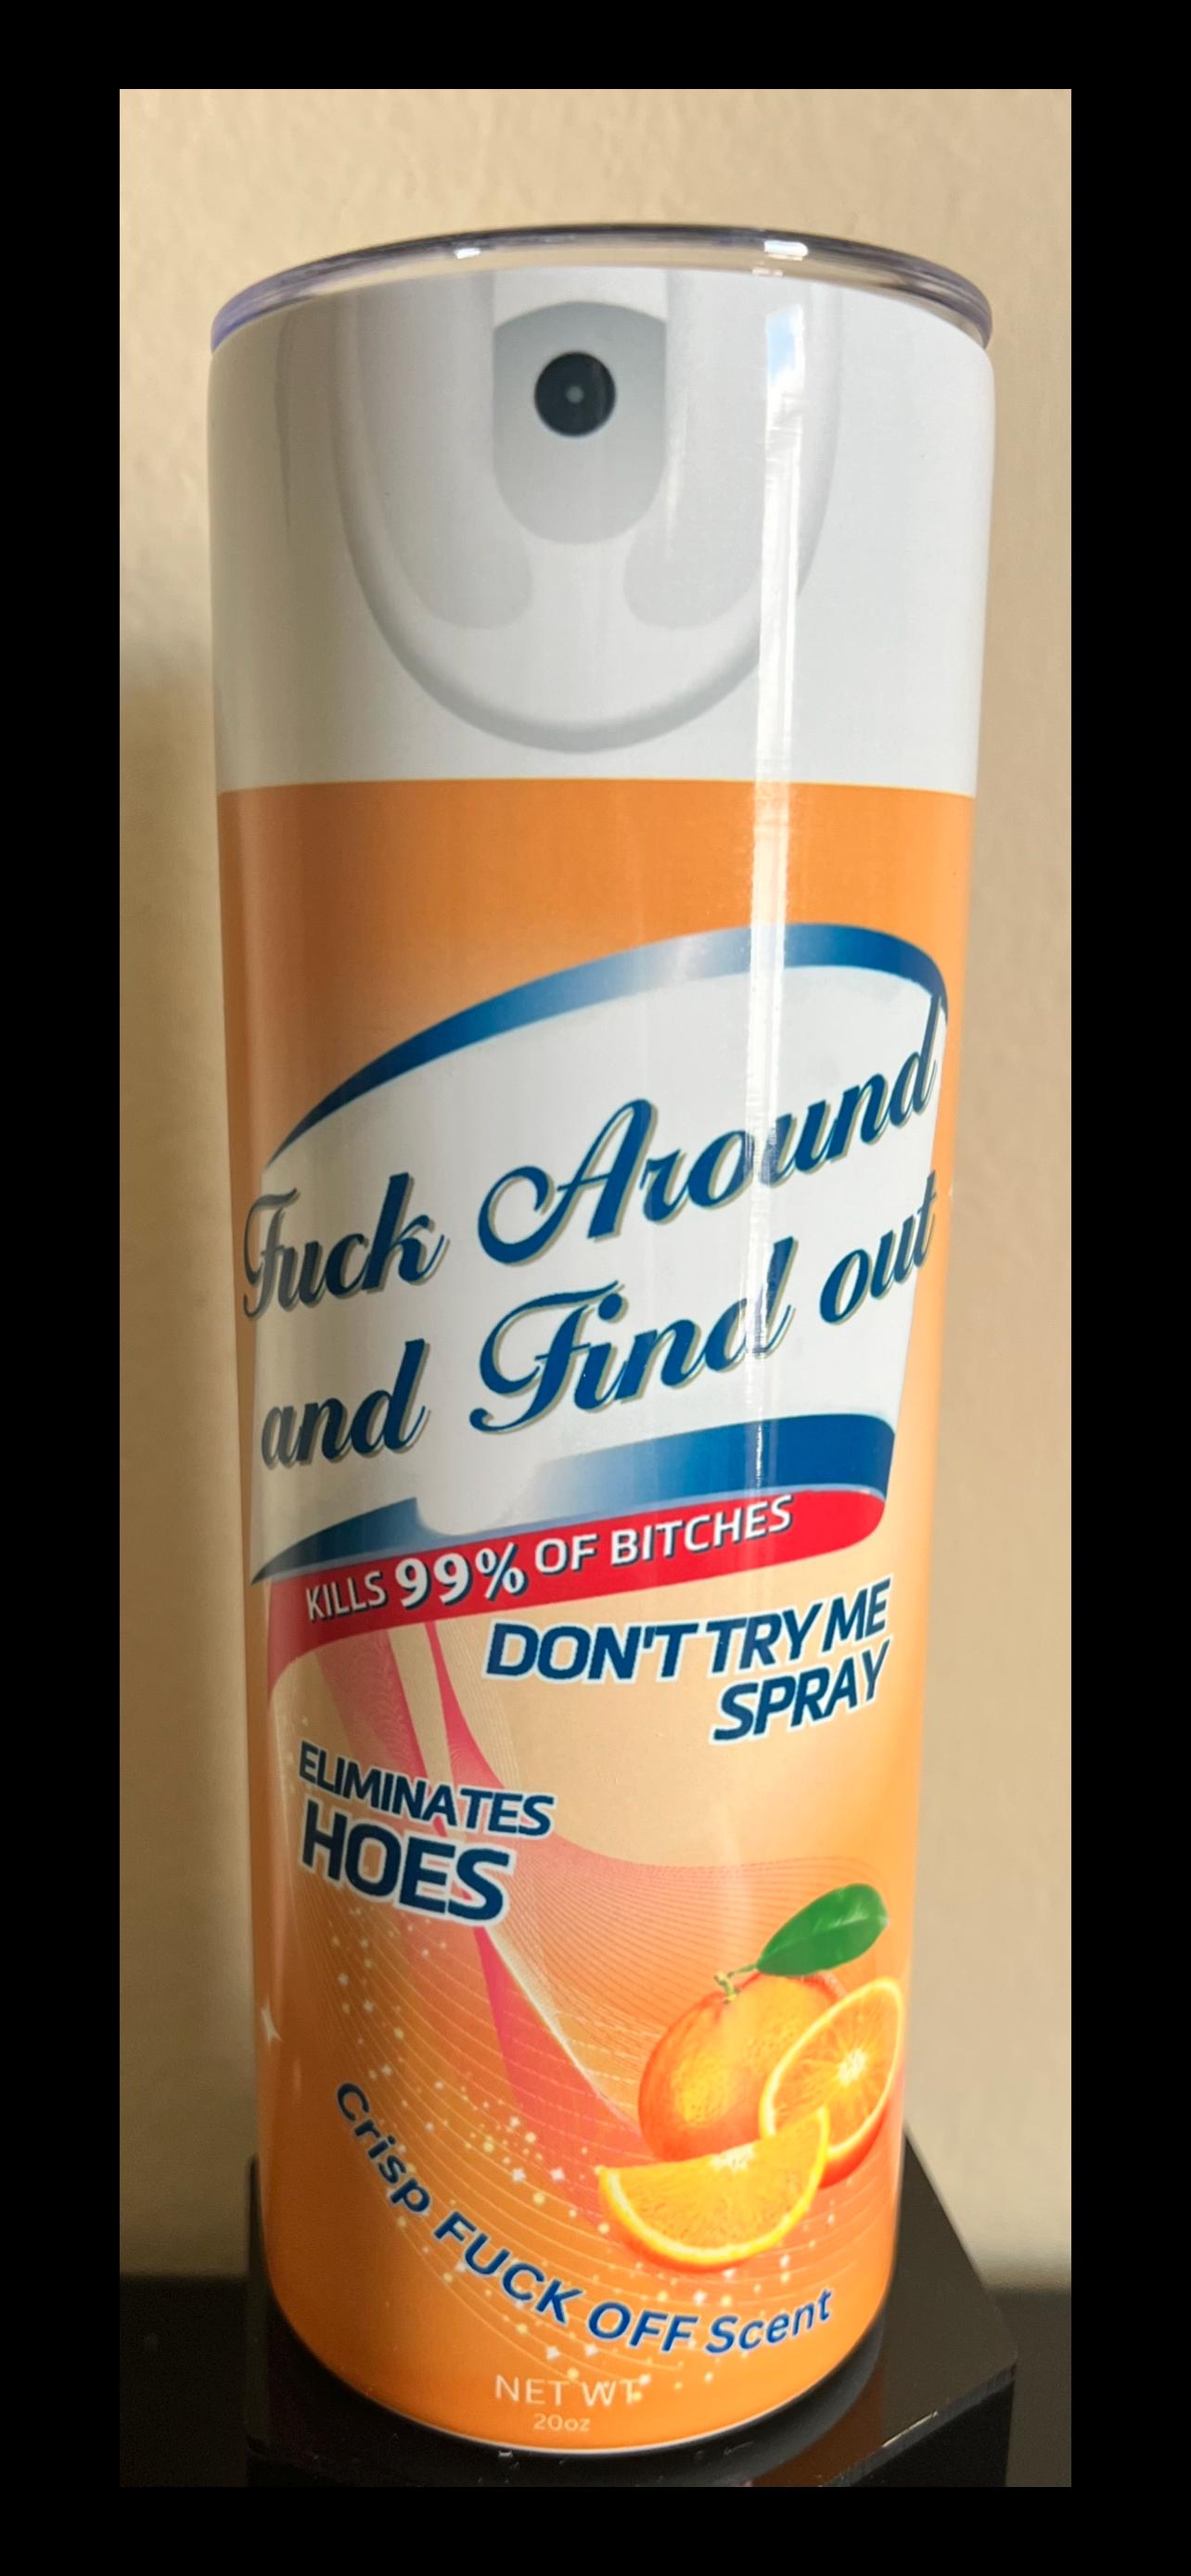 Fuck Around
and Find out
KILLS 99% OF BITCHES
DON'T TRY ME
SPRAY
ELIMINATES
HOES
Crisp FUCK OFF Scent
NET WT
20oz